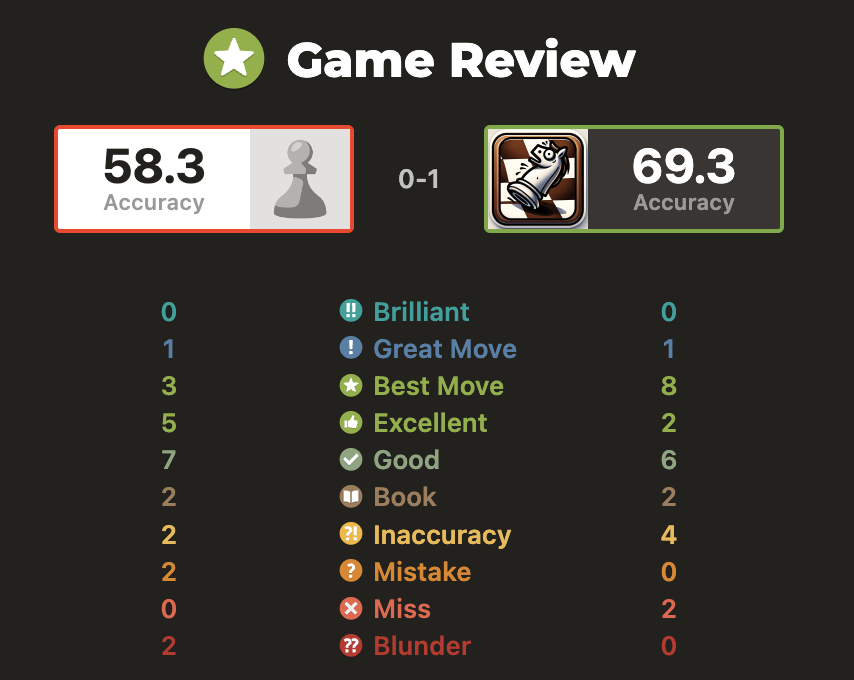 Game Review
58.3 0-1 69.3
Accuracy Accuracy
0 !! Brilliant 0
1 ! Great Move 1
3 Best Move 8
5 Excellent 2
7 Good 6
2 Book 2
2 ?! Inaccuracy 4
2 ? Mistake 0
0 Miss 2
2 ?? Blunder 0